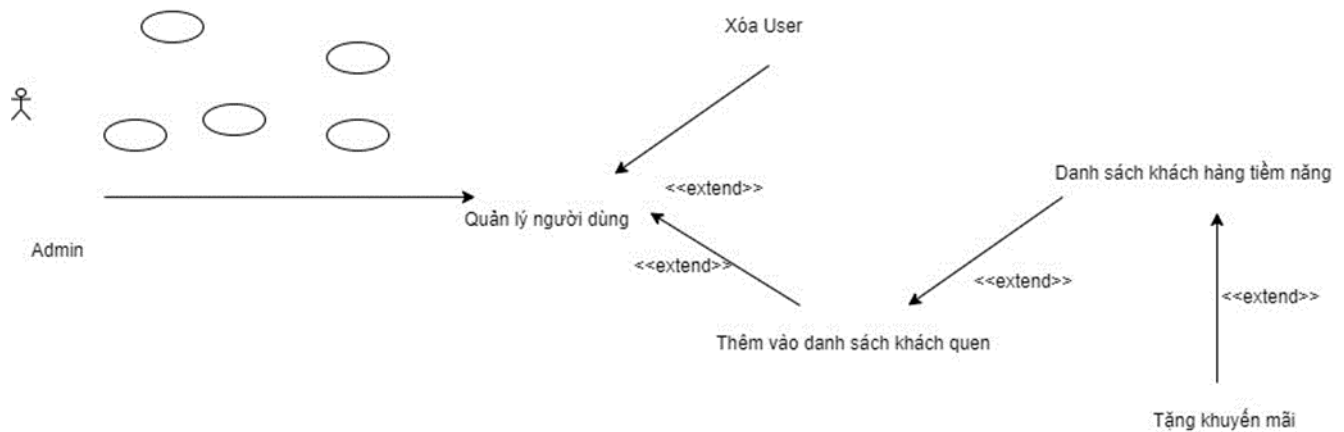 Xóa User
Danh sách khách hàng tiềm năng
<<extend>>
Quản lý người dùng
Admin
<<extend>>
<<extend>>
<<extend>>
Thêm vào danh sách khách quen
Tặng khuyến mãi